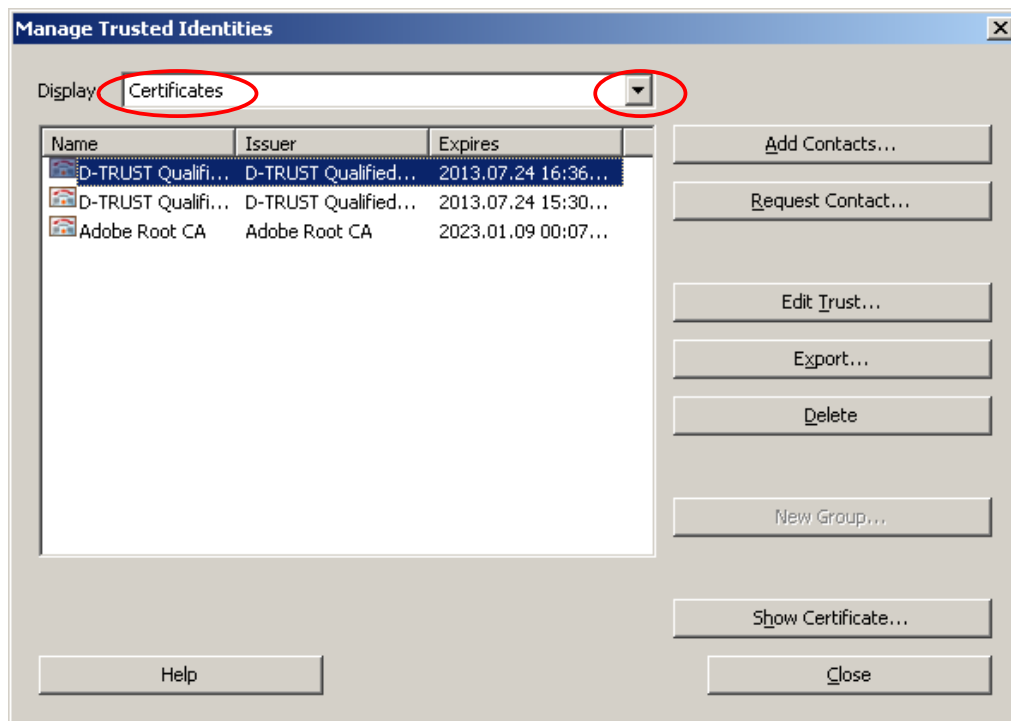 Manage Trusted Identities
Display Certificates
Name Issuer Expires
D-TRUST Qualifi... D-TRUST Qualified... 2013.07.24 16:36...
D-TRUST Qualifi... D-TRUST Qualified... 2013.07.24 15:30...
Adobe Root CA Adobe Root CA 2023.01.09 00:07...
Add Contacts...
Request Contact...
Edit Trust...
Export...
Delete
New Group...
Show Certificate...
Help
Close